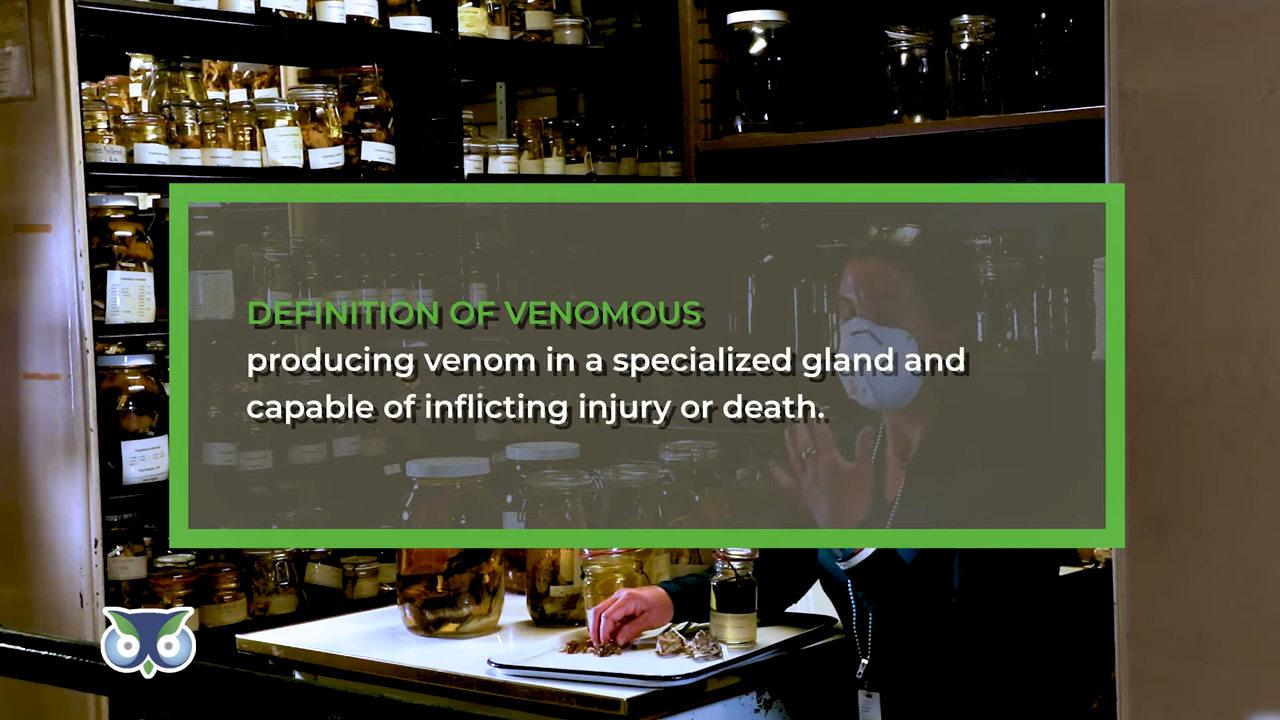 DEFINITION OF VENOMOUS
producing venom in a specialized gland and
capable of inflicting injury or death.